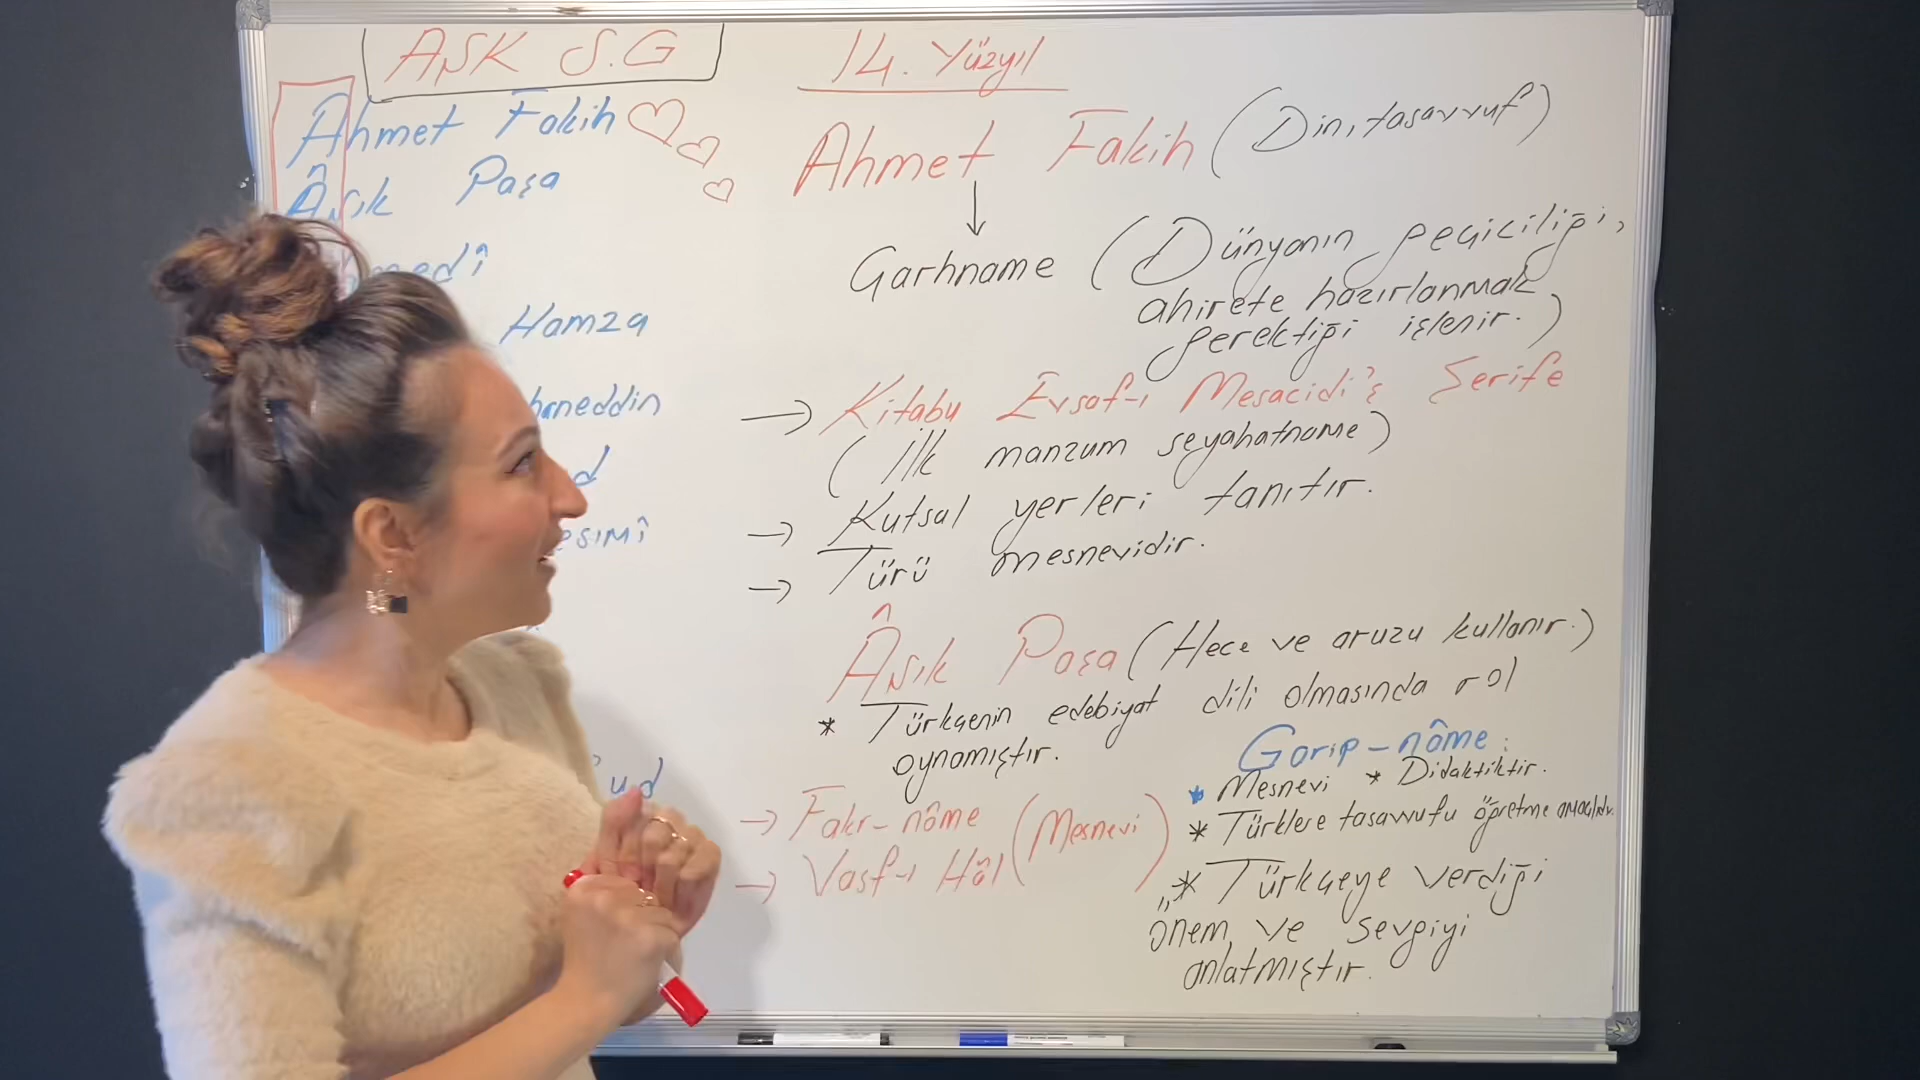 AŞK S.G
Ahmet Fakih
Âşık Paşa
Hamza
14. Yüzyıl
Ahmet Fakih (Dini, tasavvuf)
Çarhname (Dünyanın geçiciliği,
ahirete hazırlanmak
gerektiği işlenir.)
→ Kitabu Evsaf-ı Mesacidi'ş Şerife
(İlk manzum seyahatname)
→ Kutsal yerleri tanıtır.
→ Türü mesnevidir.
Âşık Paşa (Hece ve aruzu kullanır.)
* Türkçenin edebiyat dili olmasında rol
oynamıştır.
→ Fakr-nâme (Mesnevi)
→ Vasf-ı Hâl
Garip-nâme:
* Mesnevi * Didaktiktir.
* Türklere tasavvufu öğretme amaçlıdır.
* Türkçeye verdiği
önem ve sevgiyi
anlatmıştır.